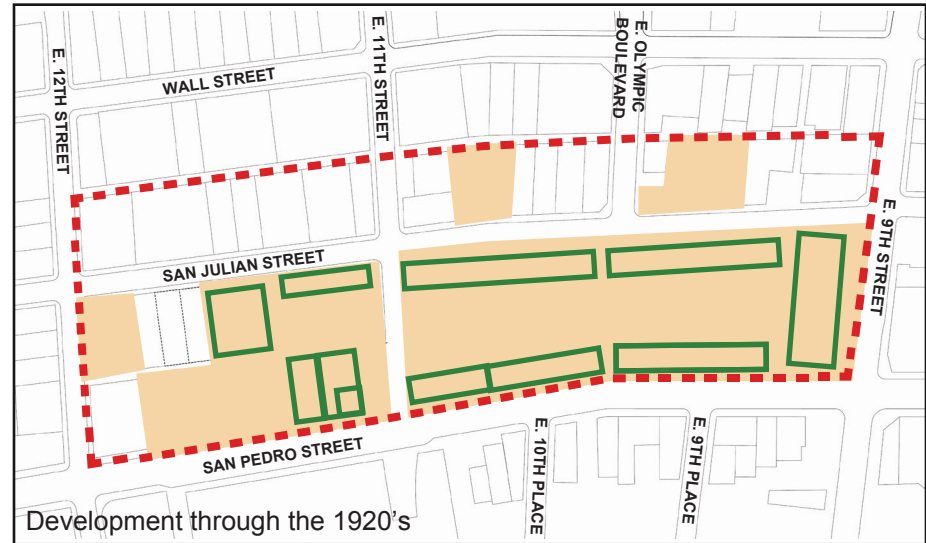 E. 12TH STREET
WALL STREET
E. 11TH STREET
E. OLYMPIC
BOULEVARD
E. 9TH STREET
SAN JULIAN STREET
SAN PEDRO STREET
E. 10TH PLACE
E. 9TH PLACE
Development through the 1920's